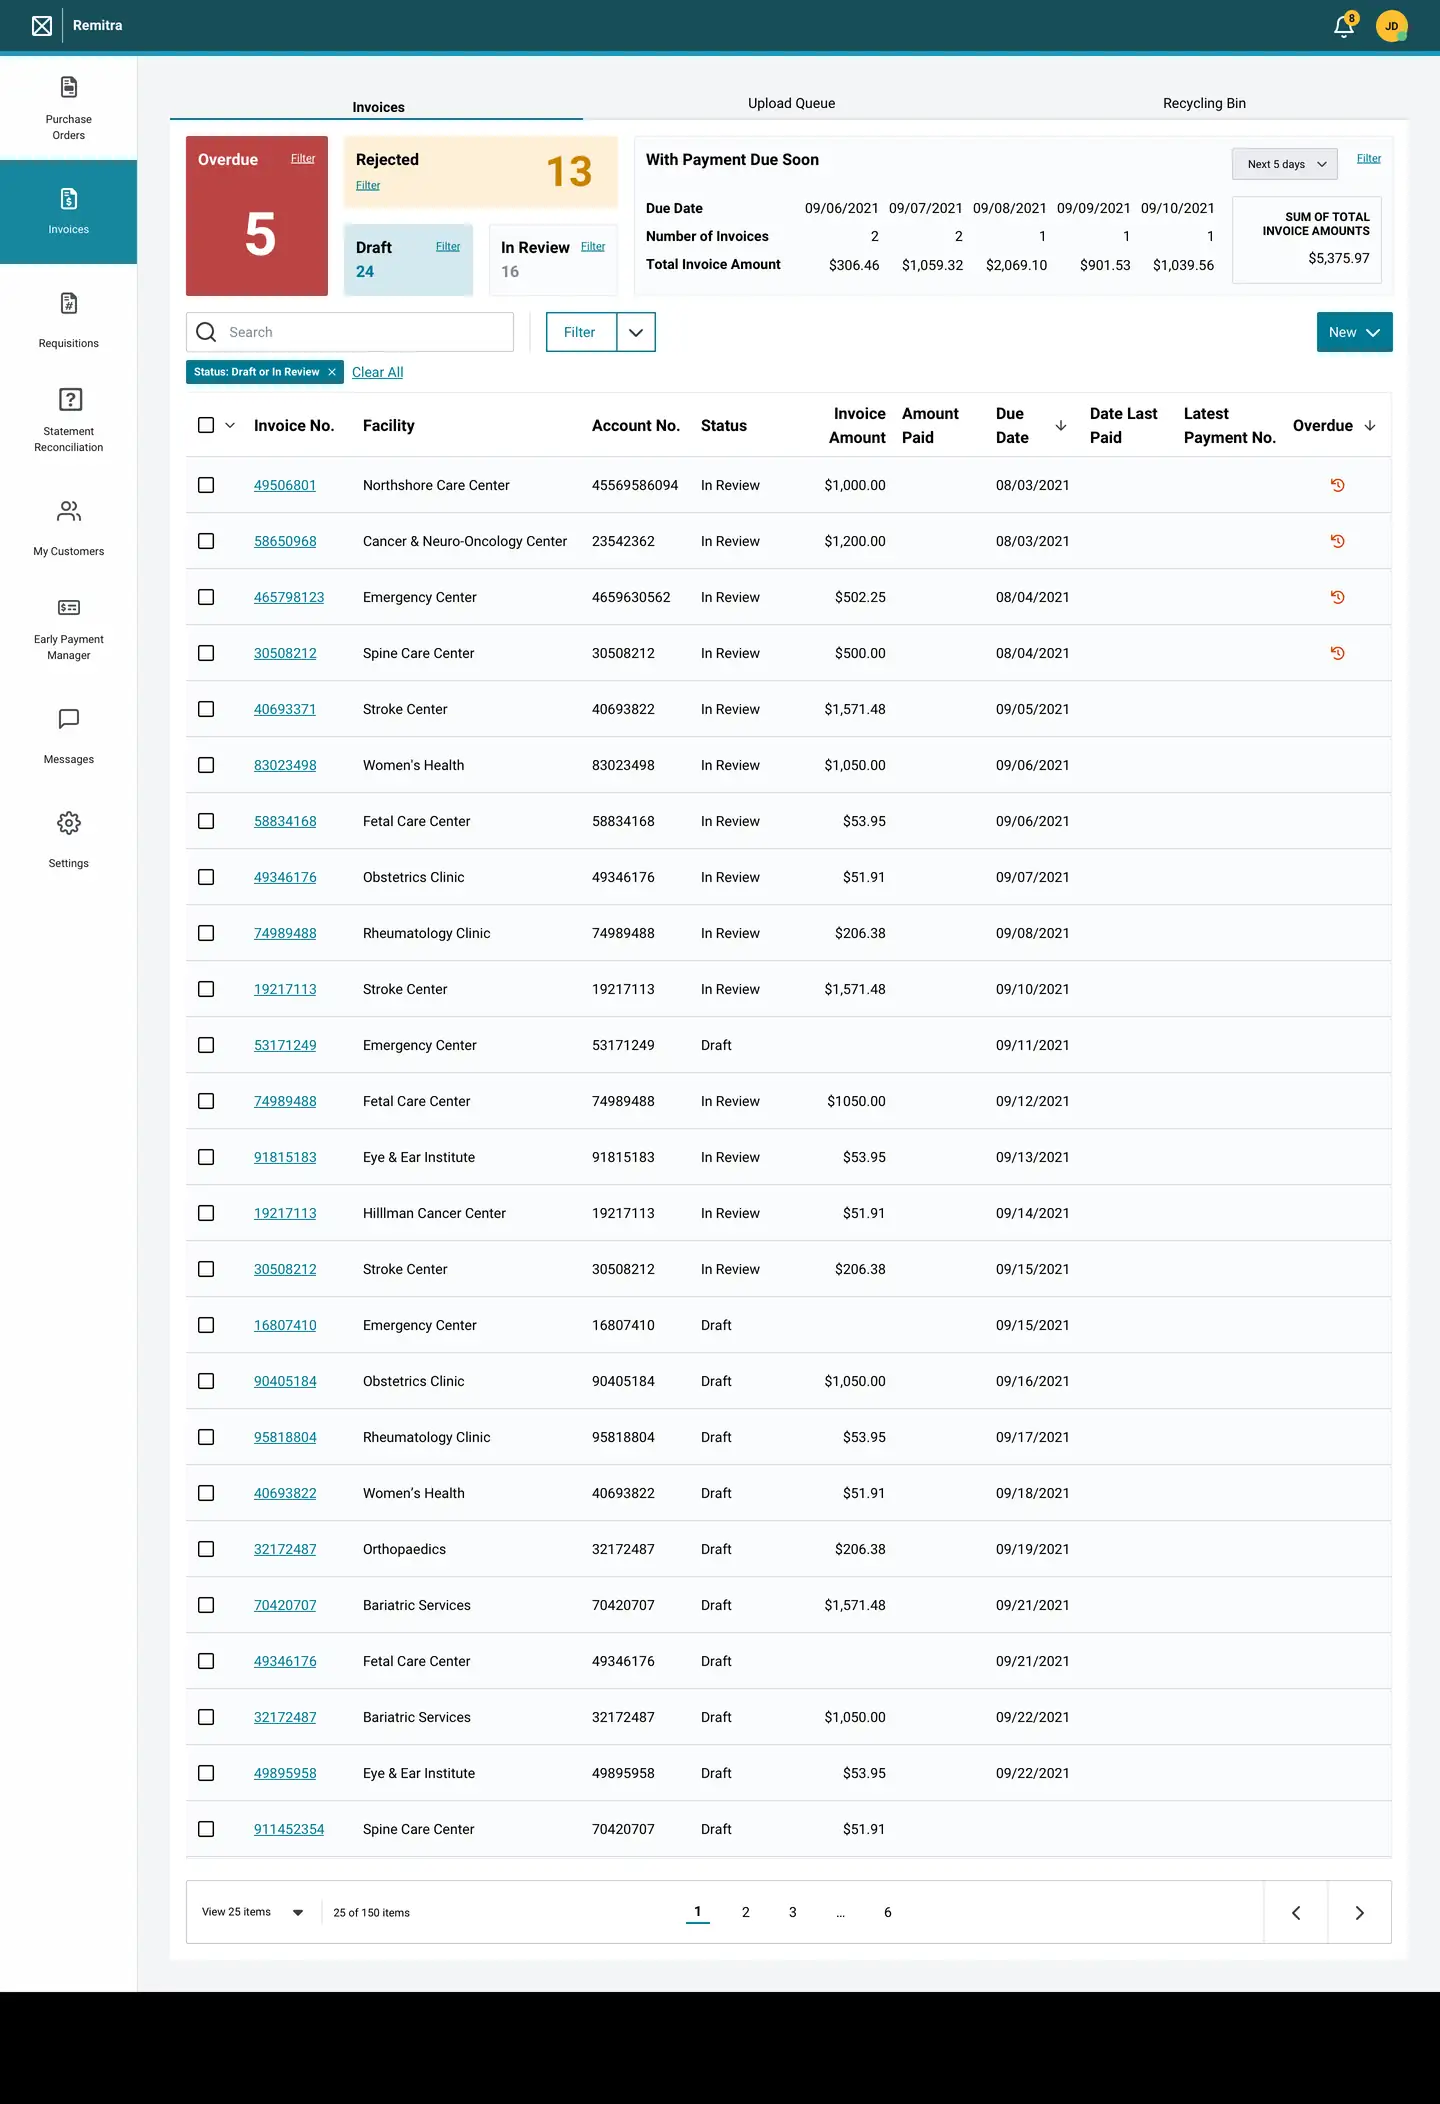 Remitra
8
JD
Purchase
Orders
Invoices
Requisitions
Statement
Reconciliation
My Customers
Early Payment
Manager
Messages
Settings
Invoices Upload Queue Recycling Bin
Overdue Filter
5
Rejected
Filter
13
Draft Filter
24
In Review Filter
16
With Payment Due Soon Next 5 days Filter
Due Date 09/06/2021 09/07/2021 09/08/2021 09/09/2021 09/10/2021
Number of Invoices 2 2 1 1 1
Total Invoice Amount $306.46 $1,059.32 $2,069.10 $901.53 $1,039.56
SUM OF TOTAL
INVOICE AMOUNTS
$5,375.97
Search Filter New
Status: Draft or In Review Clear All
Invoice No. Facility Account No. Status Invoice Amount Amount Paid Due Date Date Last Paid Latest Payment No. Overdue
49506801 Northshore Care Center 45569586094 In Review $1,000.00 08/03/2021
58650968 Cancer & Neuro-Oncology Center 23542362 In Review $1,200.00 08/03/2021
465798123 Emergency Center 4659630562 In Review $502.25 08/04/2021
30508212 Spine Care Center 30508212 In Review $500.00 08/04/2021
40693371 Stroke Center 40693822 In Review $1,571.48 09/05/2021
83023498 Women's Health 83023498 In Review $1,050.00 09/06/2021
58834168 Fetal Care Center 58834168 In Review $53.95 09/06/2021
49346176 Obstetrics Clinic 49346176 In Review $51.91 09/07/2021
74989488 Rheumatology Clinic 74989488 In Review $206.38 09/08/2021
19217113 Stroke Center 19217113 In Review $1,571.48 09/10/2021
53171249 Emergency Center 53171249 Draft 09/11/2021
74989488 Fetal Care Center 74989488 In Review $1050.00 09/12/2021
91815183 Eye & Ear Institute 91815183 In Review $53.95 09/13/2021
19217113 Hilllman Cancer Center 19217113 In Review $51.91 09/14/2021
30508212 Stroke Center 30508212 In Review $206.38 09/15/2021
16807410 Emergency Center 16807410 Draft 09/15/2021
90405184 Obstetrics Clinic 90405184 Draft $1,050.00 09/16/2021
95818804 Rheumatology Clinic 95818804 Draft $53.95 09/17/2021
40693822 Women’s Health 40693822 Draft $51.91 09/18/2021
32172487 Orthopaedics 32172487 Draft $206.38 09/19/2021
70420707 Bariatric Services 70420707 Draft $1,571.48 09/21/2021
49346176 Fetal Care Center 49346176 Draft 09/21/2021
32172487 Bariatric Services 32172487 Draft $1,050.00 09/22/2021
49895958 Eye & Ear Institute 49895958 Draft $53.95 09/22/2021
911452354 Spine Care Center 70420707 Draft $51.91
View 25 items 25 of 150 items 1 2 3 ... 6